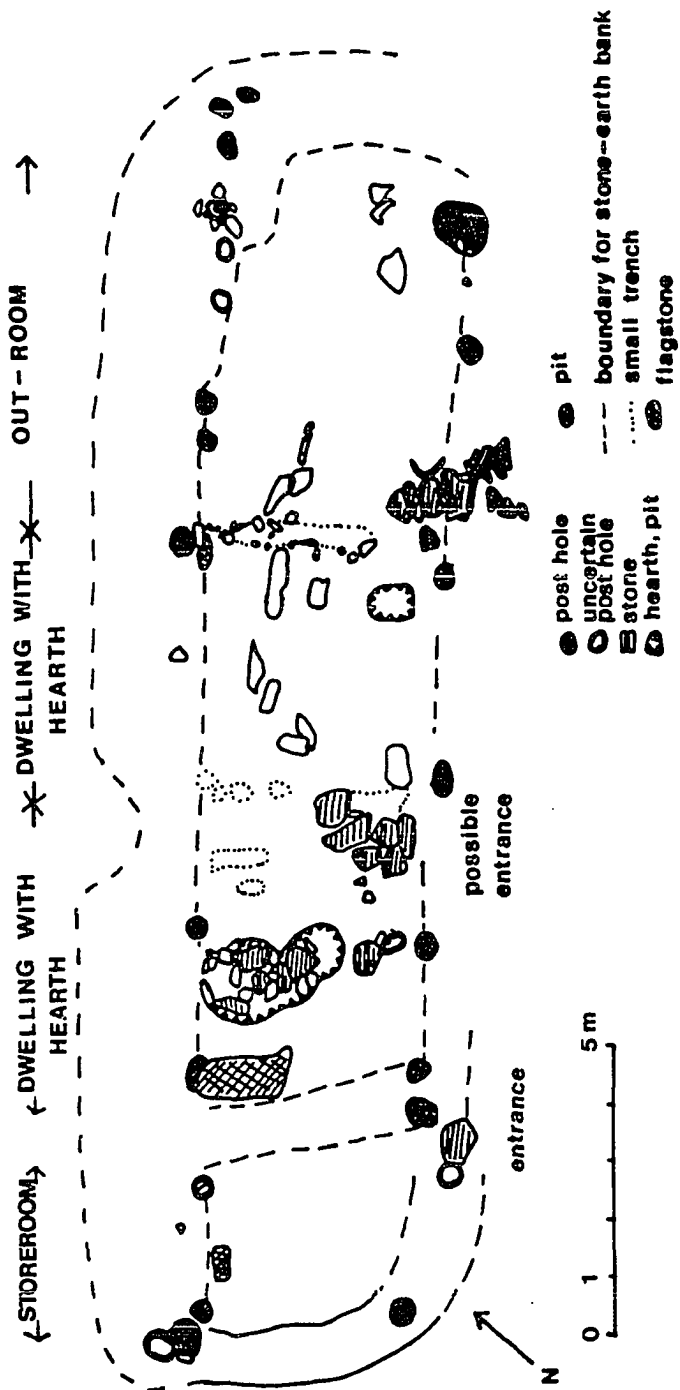 STOREROOM
DWELLING WITH
HEARTH
DWELLING WITH
HEARTH
OUT-ROOM
entrance
possible
entrance
0 1 5m
N
post hole
uncertain
post hole
stone
hearth, pit
pit
boundary for stone-earth bank
small trench
flagstone